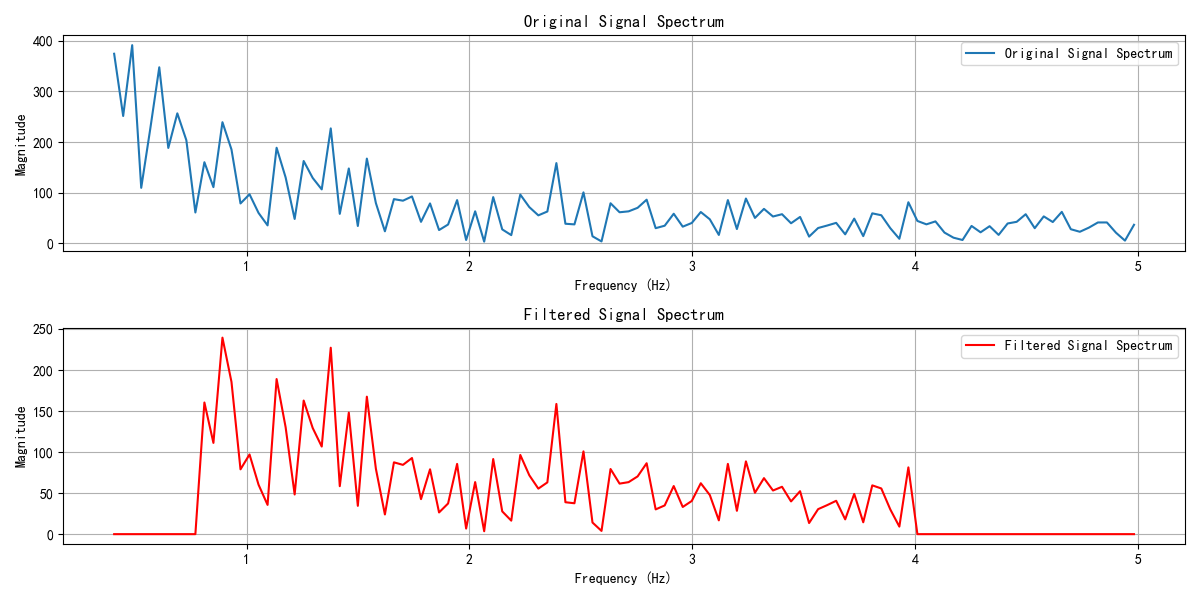 Original Signal Spectrum
400
300
200
100
0
Magnitude
Original Signal Spectrum
1 2 3 4 5
Frequency (Hz)
Filtered Signal Spectrum
250
200
150
100
50
0
Magnitude
Filtered Signal Spectrum
1 2 3 4 5
Frequency (Hz)